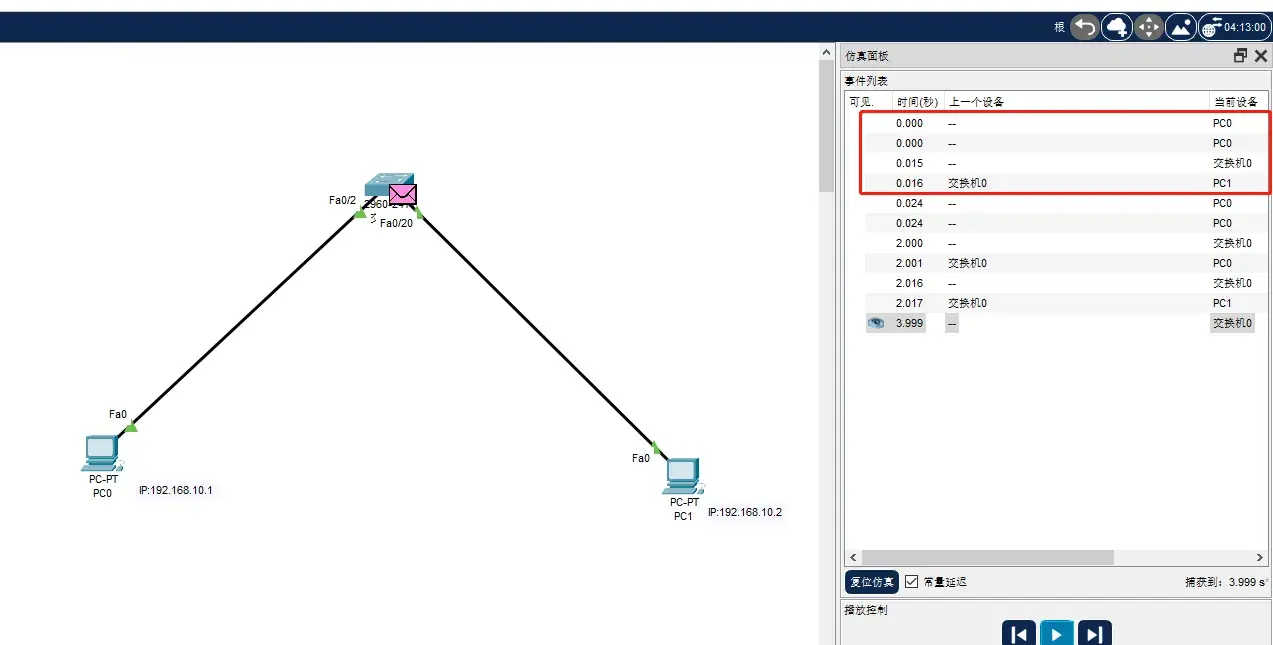 根 04:13:00
仿真面板
事件列表
可见. 时间(秒) 上一个设备 当前设备
0.000 -- PC0
0.000 -- PC0
0.015 -- 交换机0
0.016 交换机0 PC1
0.024 -- PC0
0.024 -- PC0
2.000 -- 交换机0
2.001 交换机0 PC0
2.016 -- 交换机0
2.017 交换机0 PC1
3.999 -- 交换机0
复位仿真 常量延迟 捕获到: 3.999 s
播放控制
Fa0/2
Fa0/20
Fa0
PC-PT
PC0
IP:192.168.10.1
Fa0
PC-PT
PC1
IP:192.168.10.2